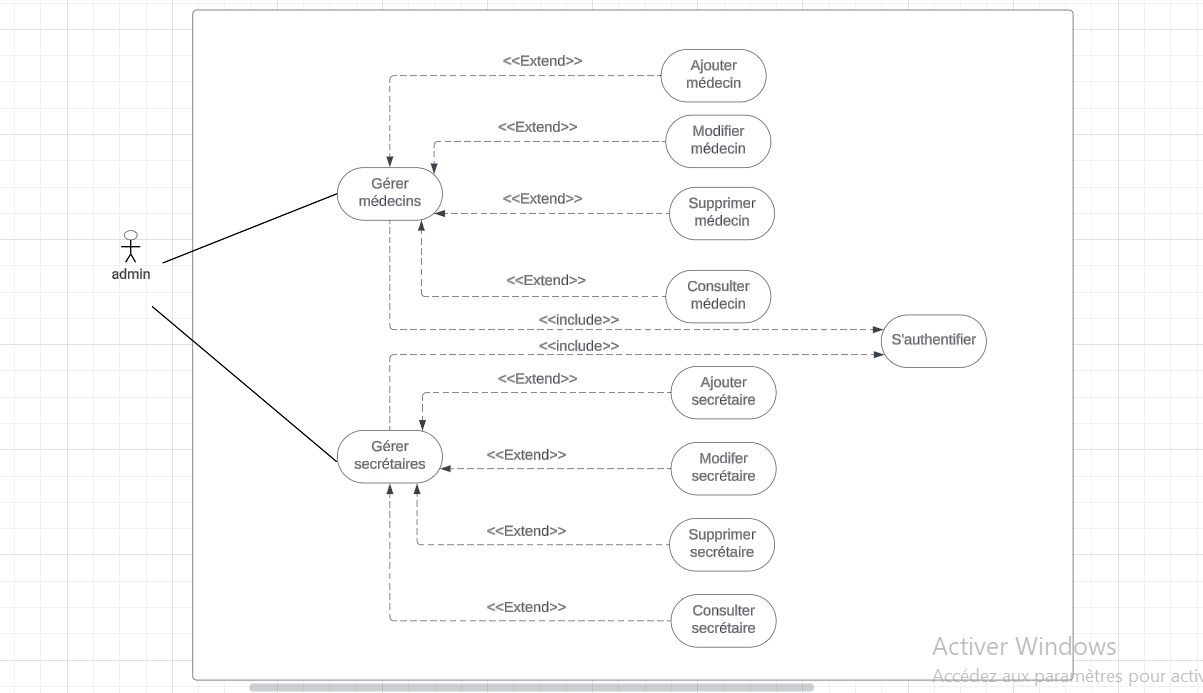 <<Extend>>
Ajouter
médecin
<<Extend>>
Modifier
médecin
Gérer
médecins
<<Extend>>
Supprimer
médecin
admin
<<Extend>>
Consulter
médecin
<<include>>
S'authentifier
<<include>>
<<Extend>>
Ajouter
secrétaire
Gérer
secrétaires
<<Extend>>
Modifer
secrétaire
<<Extend>>
Supprimer
secrétaire
<<Extend>>
Consulter
secrétaire
Activer Windows
Accédez aux paramètres pour acti